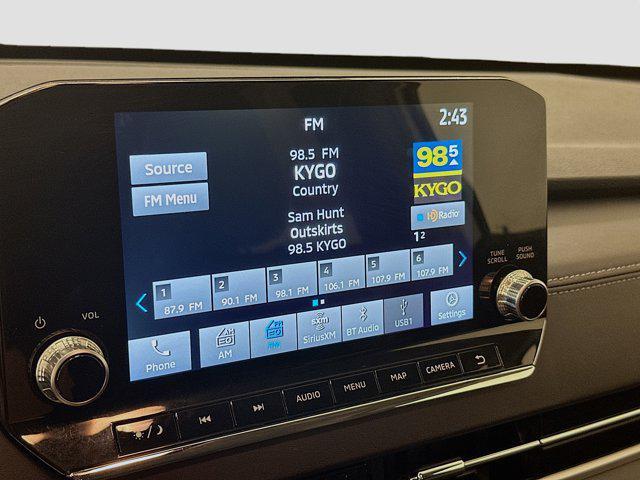 FM
2:43
Source
FM Menu
98.5 FM
KYGO
Country
Sam Hunt
Outskirts
98.5 KYGO
98.5
KYGO
HD Radio
1 2
1
87.9 FM
2
90.1 FM
3
98.1 FM
4
106.1 FM
5
107.9 FM
6
107.9 FM
Phone
AM
FM
SiriusXM
BT Audio
USB1
Settings
VOL
TUNE
SCROLL
PUSH
SOUND
AUDIO
MENU
MAP
CAMERA